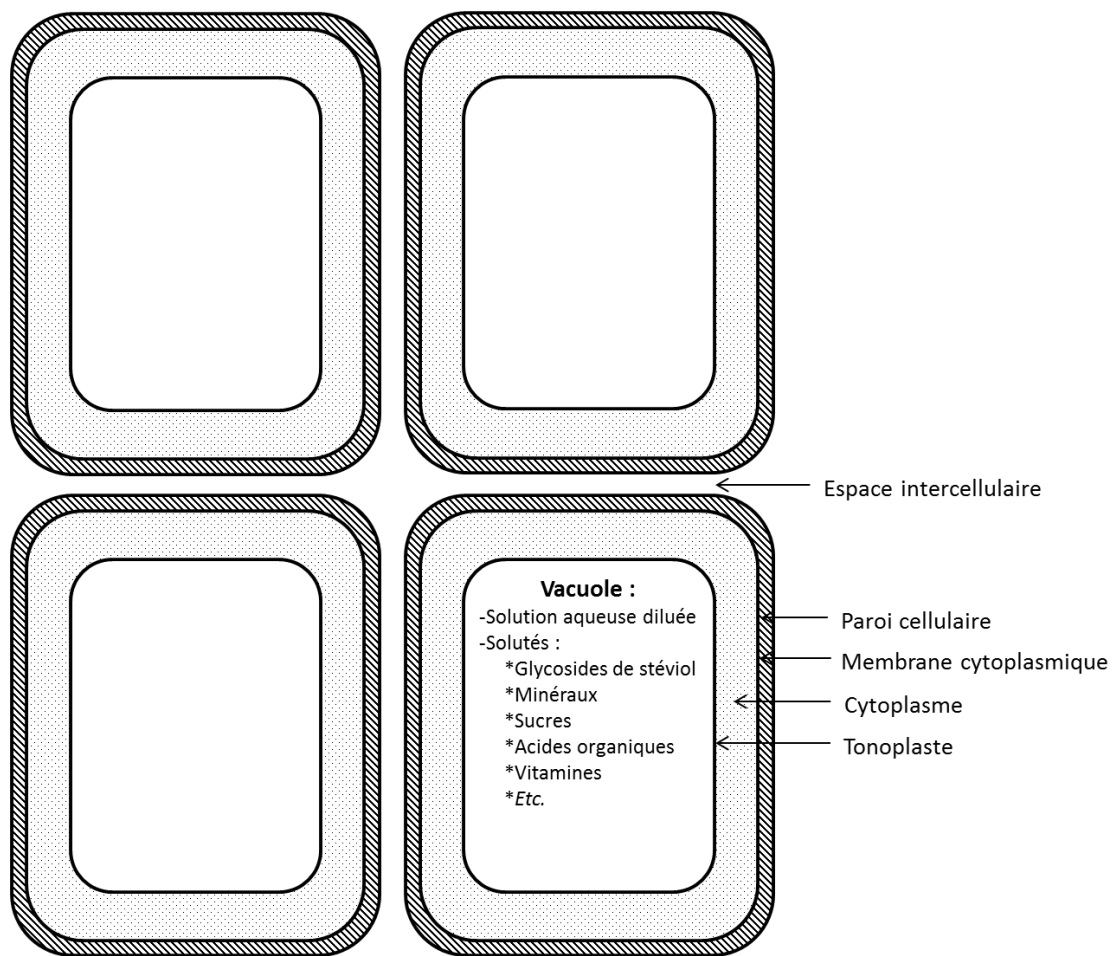 Espace intercellulaire
Vacuole :
-Solution aqueuse diluée
-Solutés :
*Glycosides de stéviol
*Minéraux
*Sucres
*Acides organiques
*Vitamines
*Etc.
Paroi cellulaire
Membrane cytoplasmique
Cytoplasme
Tonoplaste